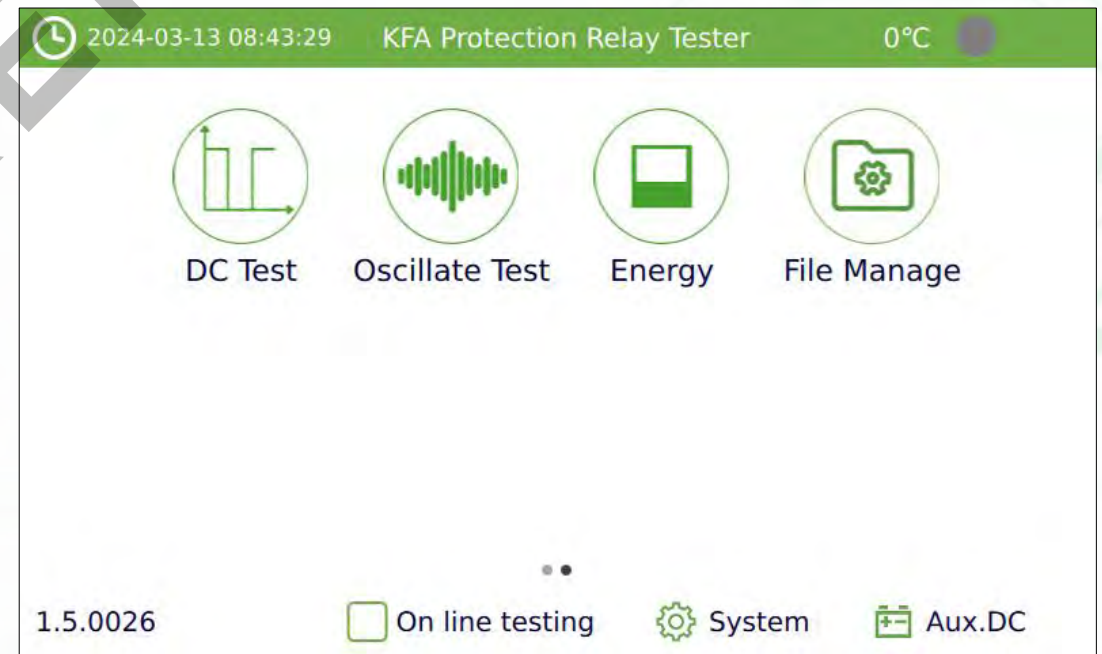 2024-03-13 08:43:29 KFA Protection Relay Tester 0℃
DC Test Oscillate Test Energy File Manage
1.5.0026 On line testing System Aux.DC